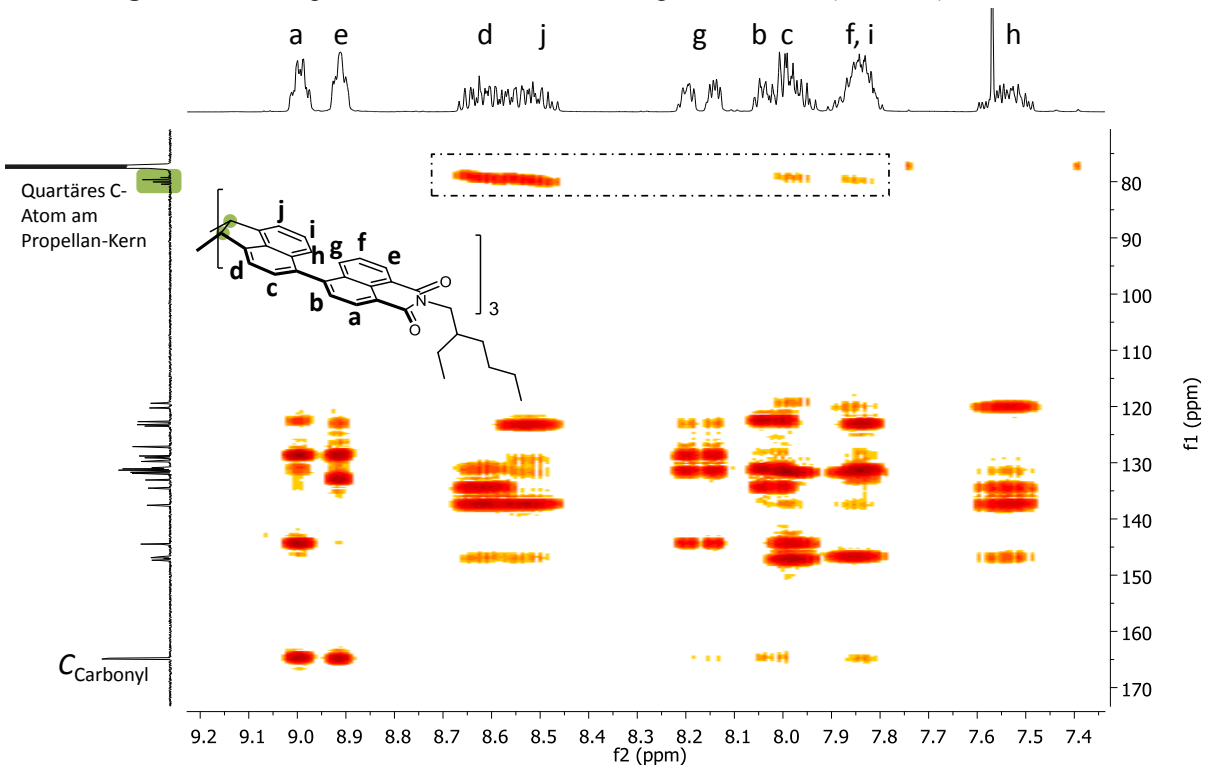 a e d j g b c f, i h
Quartäres C-
Atom am
Propellan-Kern
j
i
h
g f e
d
c
b
a
O
N
O
3
C Carbonyl
80
90
100
110
120
130
140
150
160
170
f1 (ppm)
9.2 9.1 9.0 8.9 8.8 8.7 8.6 8.5 8.4 8.3 8.2 8.1 8.0 7.9 7.8 7.7 7.6 7.5 7.4
f2 (ppm)